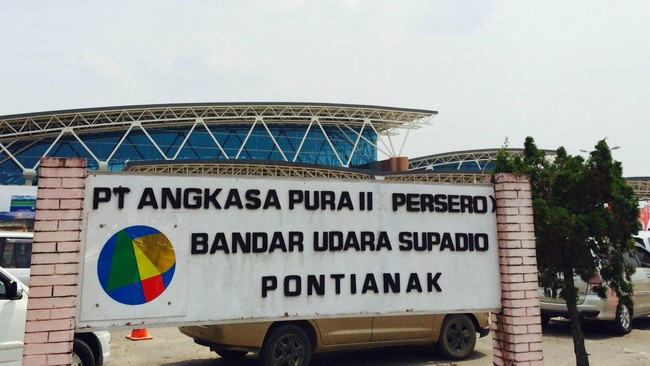 PT ANGKASA PURA II PERSERO)
BANDAR UDARA SUPADIO
PONTIANAK